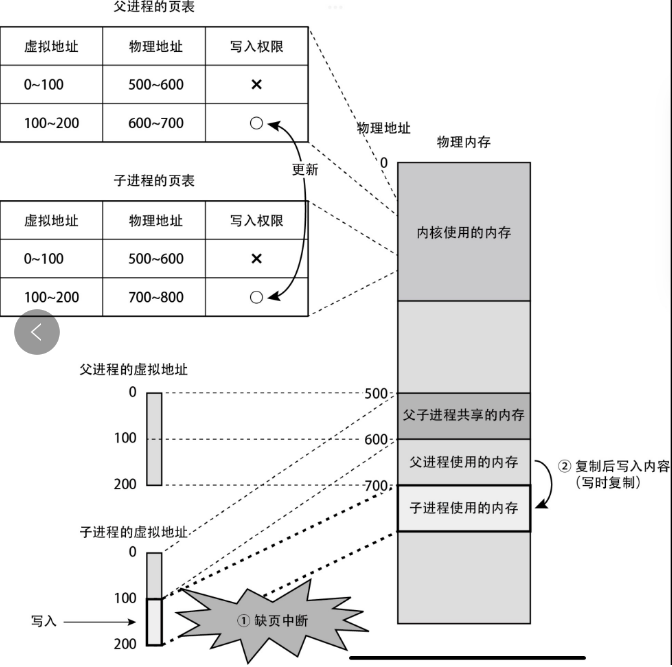 父进程的页表
虚拟地址 物理地址 写入权限
0~100 500~600 ×
100~200 600~700 ○
更新
子进程的页表
虚拟地址 物理地址 写入权限
0~100 500~600 ×
100~200 700~800 ○
物理地址
物理内存
0
内核使用的内存
500
父子进程共享的内存
600
父进程使用的内存
700
子进程使用的内存
② 复制后写入内容
（写时复制）
父进程的虚拟地址
0
100
200
子进程的虚拟地址
0
100
写入
200
① 缺页中断